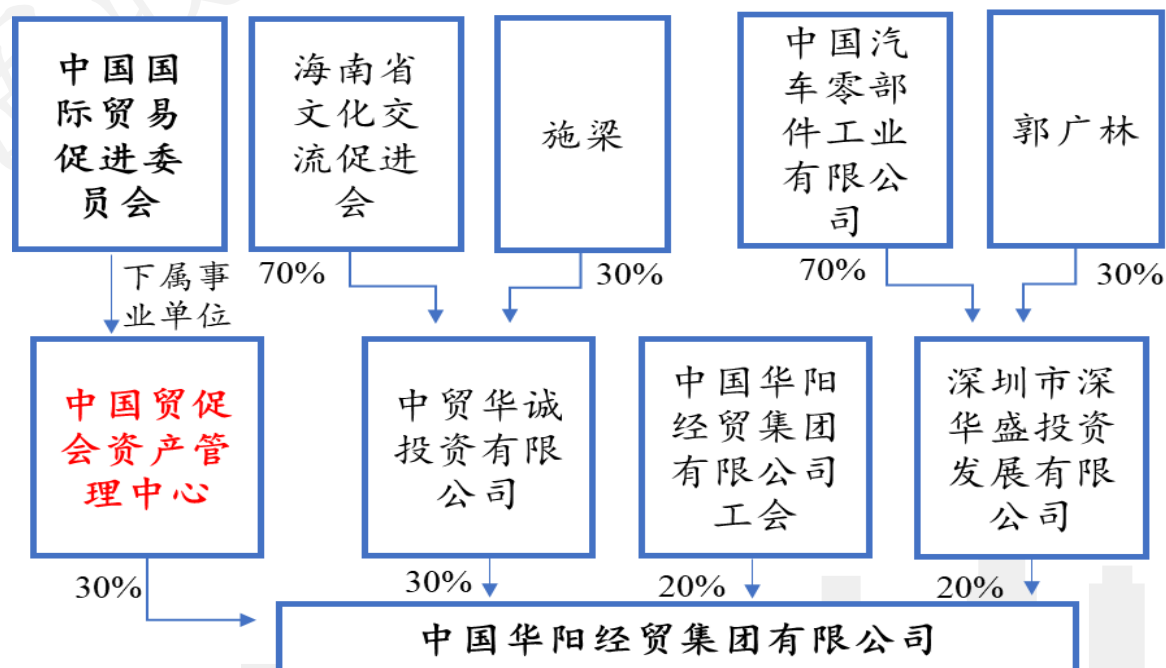 中国国
际贸易
促进委
员会
海南省
文化交
流促进
会
施梁
中国汽
车零部
件工业
有限公
司
郭广林
下属事
业单位
70%
30%
70%
30%
中国贸促
会资产管
理中心
中贸华诚
投资有限
公司
中国华阳
经贸集团
有限公司
工会
深圳市深
华盛投资
发展有限
公司
30%
30%
20%
20%
中国华阳经贸集团有限公司